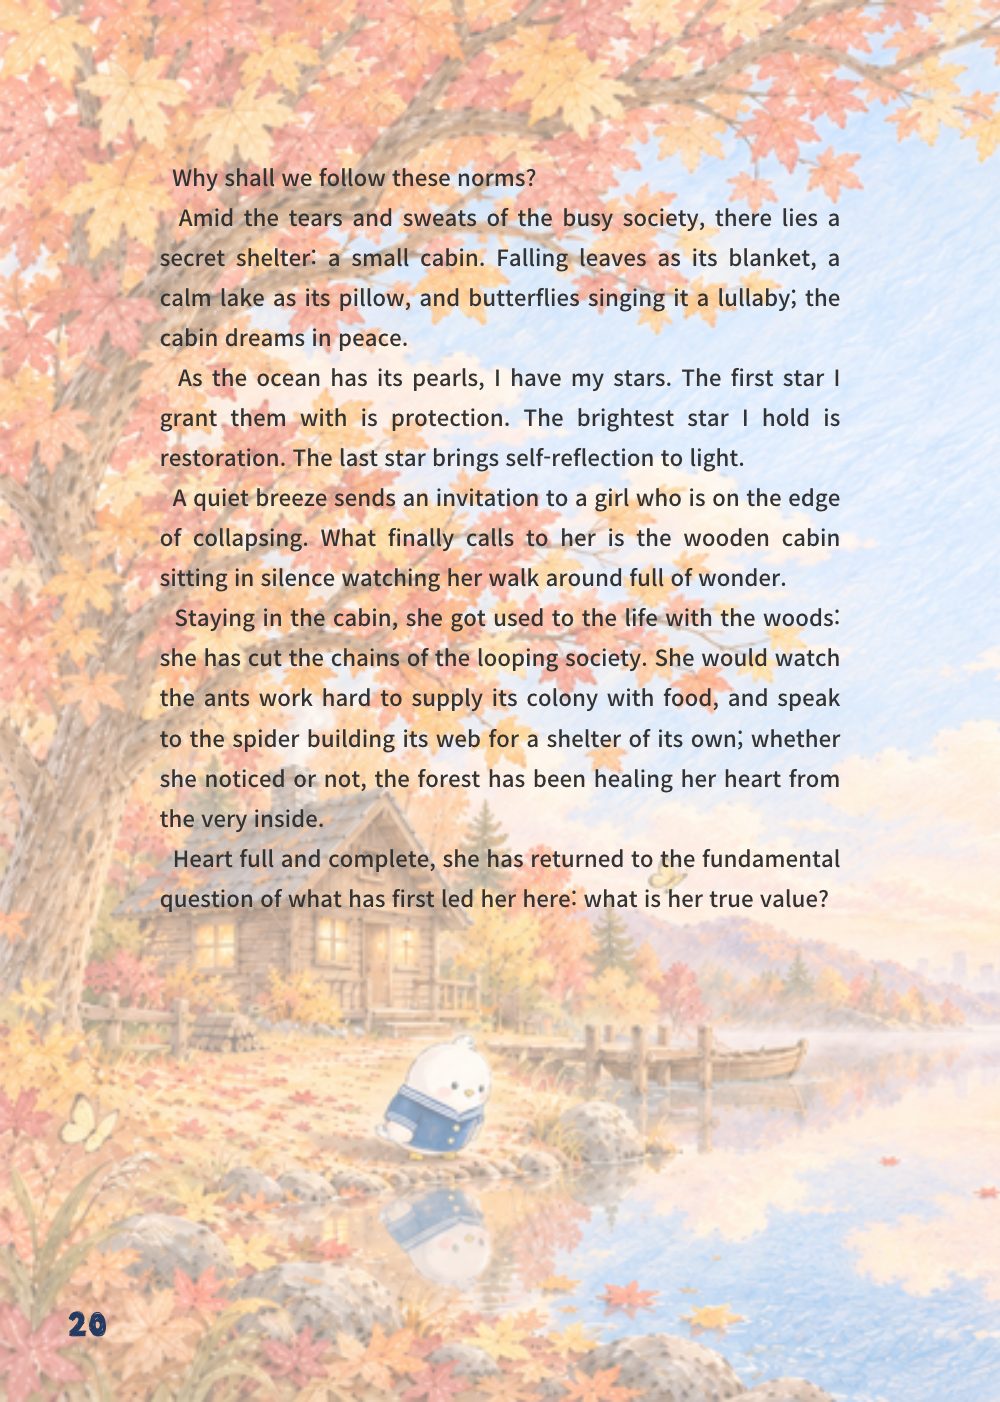 Why shall we follow these norms?
Amid the tears and sweats of the busy society, there lies a
secret shelter: a small cabin. Falling leaves as its blanket, a
calm lake as its pillow, and butterflies singing it a lullaby; the
cabin dreams in peace.
As the ocean has its pearls, I have my stars. The first star I
grant them with is protection. The brightest star I hold is
restoration. The last star brings self-reflection to light.
A quiet breeze sends an invitation to a girl who is on the edge
of collapsing. What finally calls to her is the wooden cabin
sitting in silence watching her walk around full of wonder.
Staying in the cabin, she got used to the life with the woods:
she has cut the chains of the looping society. She would watch
the ants work hard to supply its colony with food, and speak
to the spider building its web for a shelter of its own; whether
she noticed or not, the forest has been healing her heart from
the very inside.
Heart full and complete, she has returned to the fundamental
question of what has first led her here: what is her true value?
20